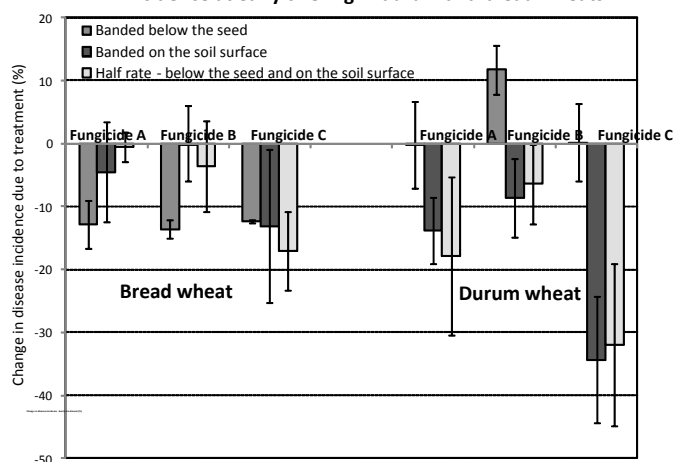 20
Banded below the seed
Banded on the soil surface
Half rate - below the seed and on the soil surface
10
Fungicide A Fungicide B Fungicide C Fungicide A Fungicide B Fungicide C
0
-10
-20
Bread wheat Durum wheat
-30
-40
-50
Change in disease incidence due to treatment (%)